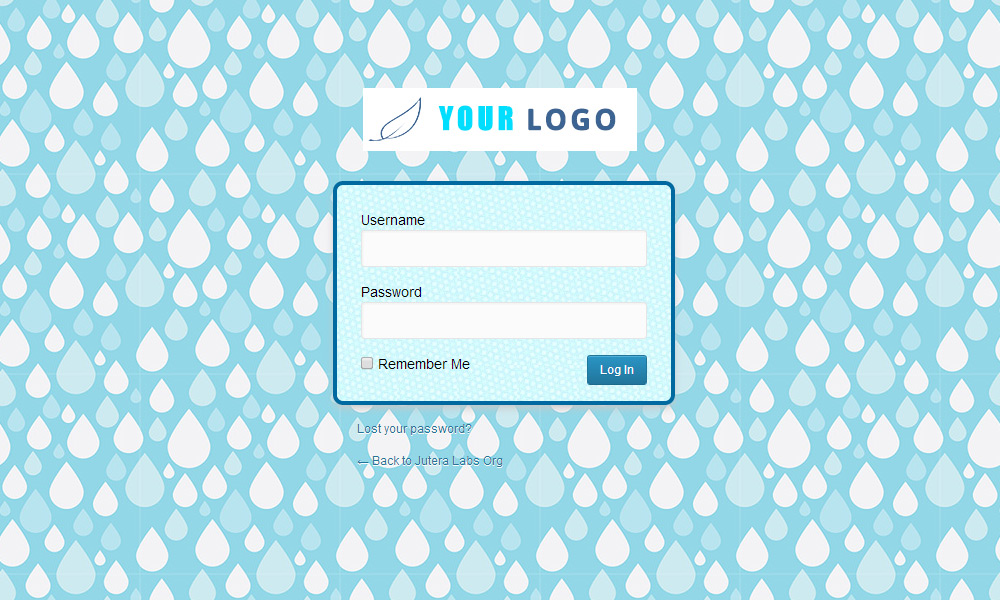 YOUR LOGO
Username
Password
Remember Me
Log In
Lost your password?
← Back to Jutera Labs Org